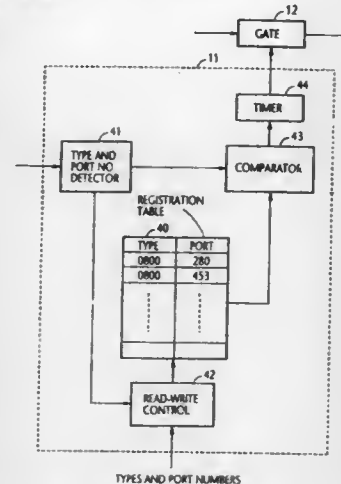 12
GATE
11
44
TIMER
41
43
TYPE AND
PORT NO
DETECTOR
COMPARATOR
REGISTRATION
TABLE
40
TYPE PORT
0800 280
0800 453
42
READ-WRITE
CONTROL
TYPES AND PORT NUMBERS